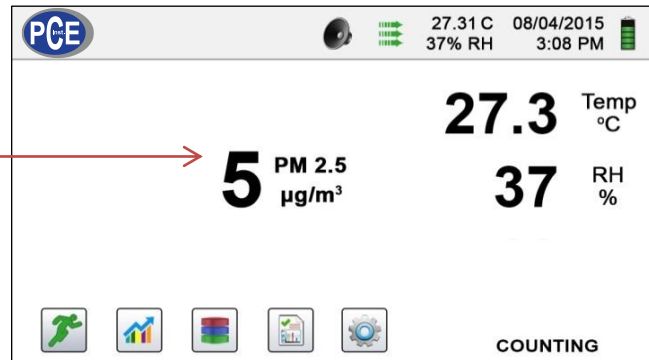 PCE
Inst.
27.31 C 08/04/2015
37% RH 3:08 PM
27.3 Temp
ºC
5 PM 2.5
µg/m³
37 RH
%
COUNTING